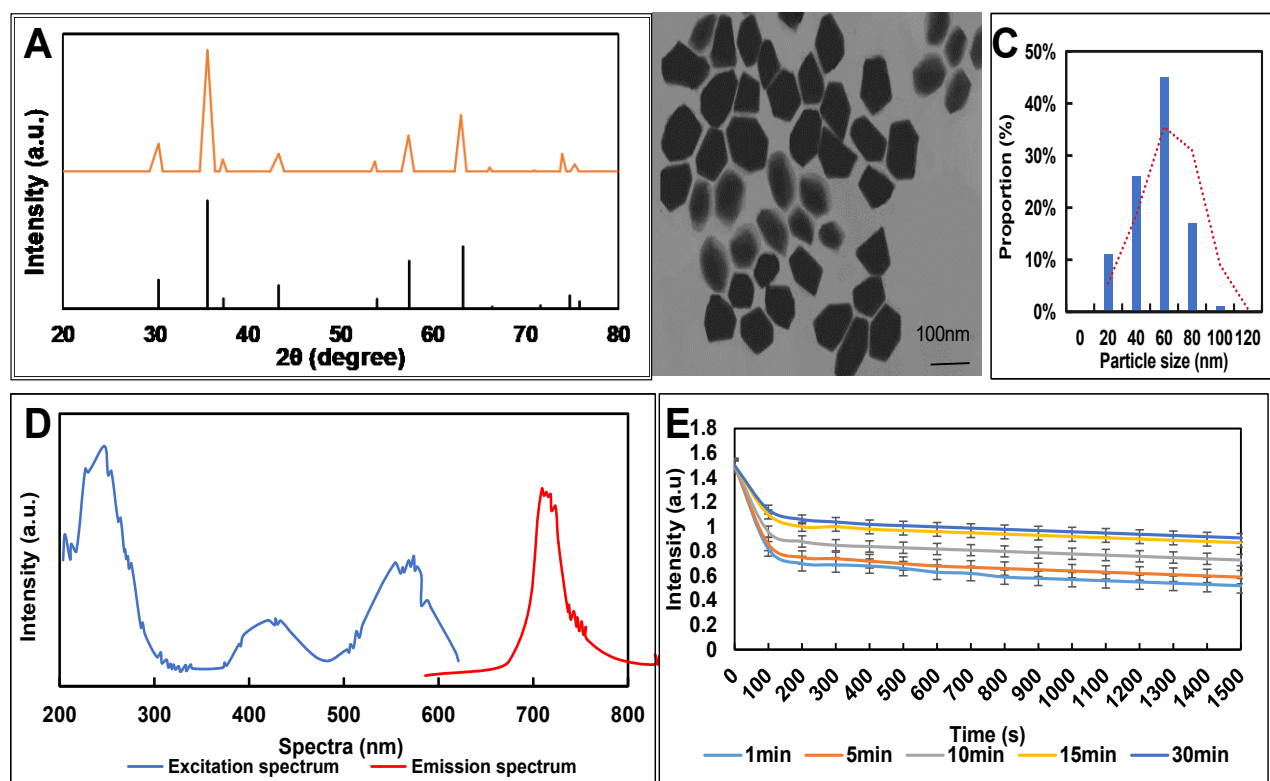 A
Intensity (a.u.)
20 30 40 50 60 70 80
2θ (degree)
100nm
C
50%
40%
30%
20%
10%
0%
Proportion (%)
0 20 40 60 80 100 120
Particle size (nm)
D
Intensity (a.u.)
200 300 400 500 600 700 800
Spectra (nm)
Excitation spectrum Emission spectrum
E
1.8
1.6
1.4
1.2
1
0.8
0.6
0.4
0.2
0
Intensity (a.u)
0 100 200 300 400 500 600 700 800 900 1000 1100 1200 1300 1400 1500
Time (s)
1min 5min 10min 15min 30min